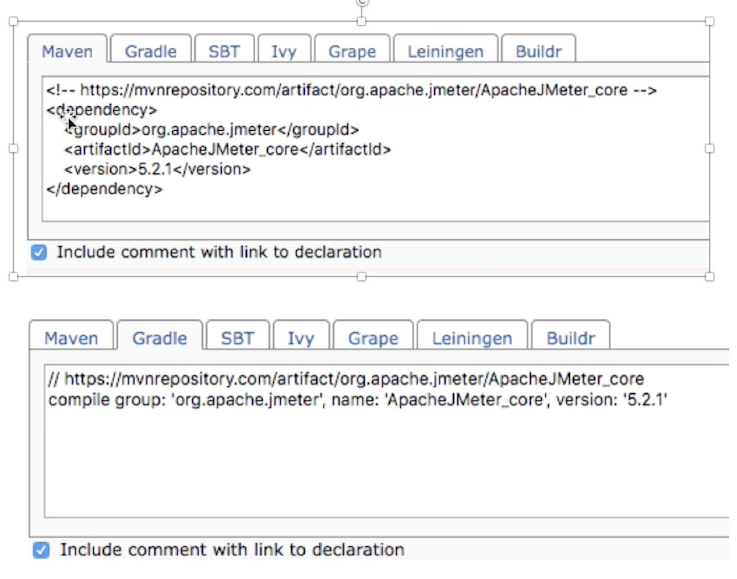 Maven Gradle SBT Ivy Grape Leiningen Buildr
<!-- https://mvnrepository.com/artifact/org.apache.jmeter/ApacheJMeter_core -->
<dependency>
<groupId>org.apache.jmeter</groupId>
<artifactId>ApacheJMeter_core</artifactId>
<version>5.2.1</version>
</dependency>
Include comment with link to declaration
Maven Gradle SBT Ivy Grape Leiningen Buildr
// https://mvnrepository.com/artifact/org.apache.jmeter/ApacheJMeter_core
compile group: 'org.apache.jmeter', name: 'ApacheJMeter_core', version: '5.2.1'
Include comment with link to declaration